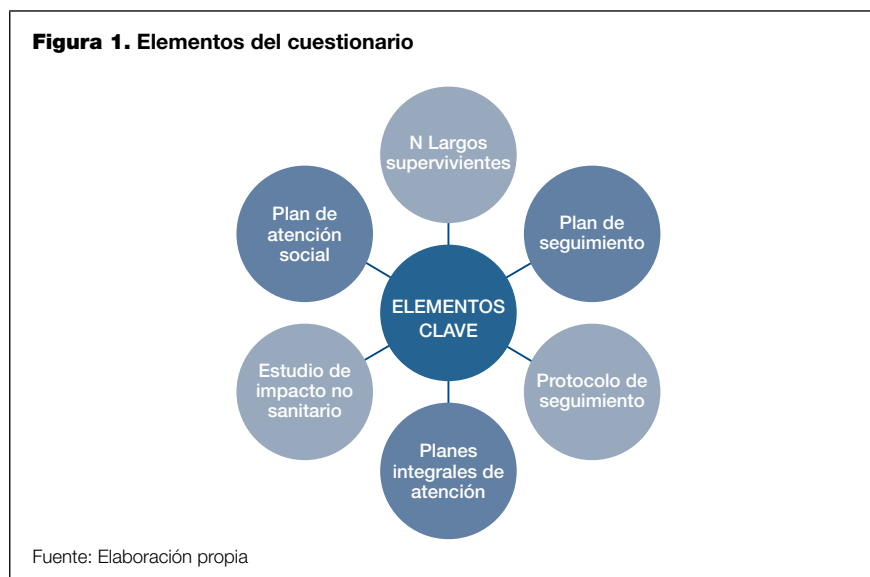 Figura 1. Elementos del cuestionario
N Largos
supervivientes
Plan de
seguimiento
Protocolo de
seguimiento
Planes
integrales de
atención
Estudio de
impacto no
sanitario
Plan de
atención
social
ELEMENTOS
CLAVE
Fuente: Elaboración propia